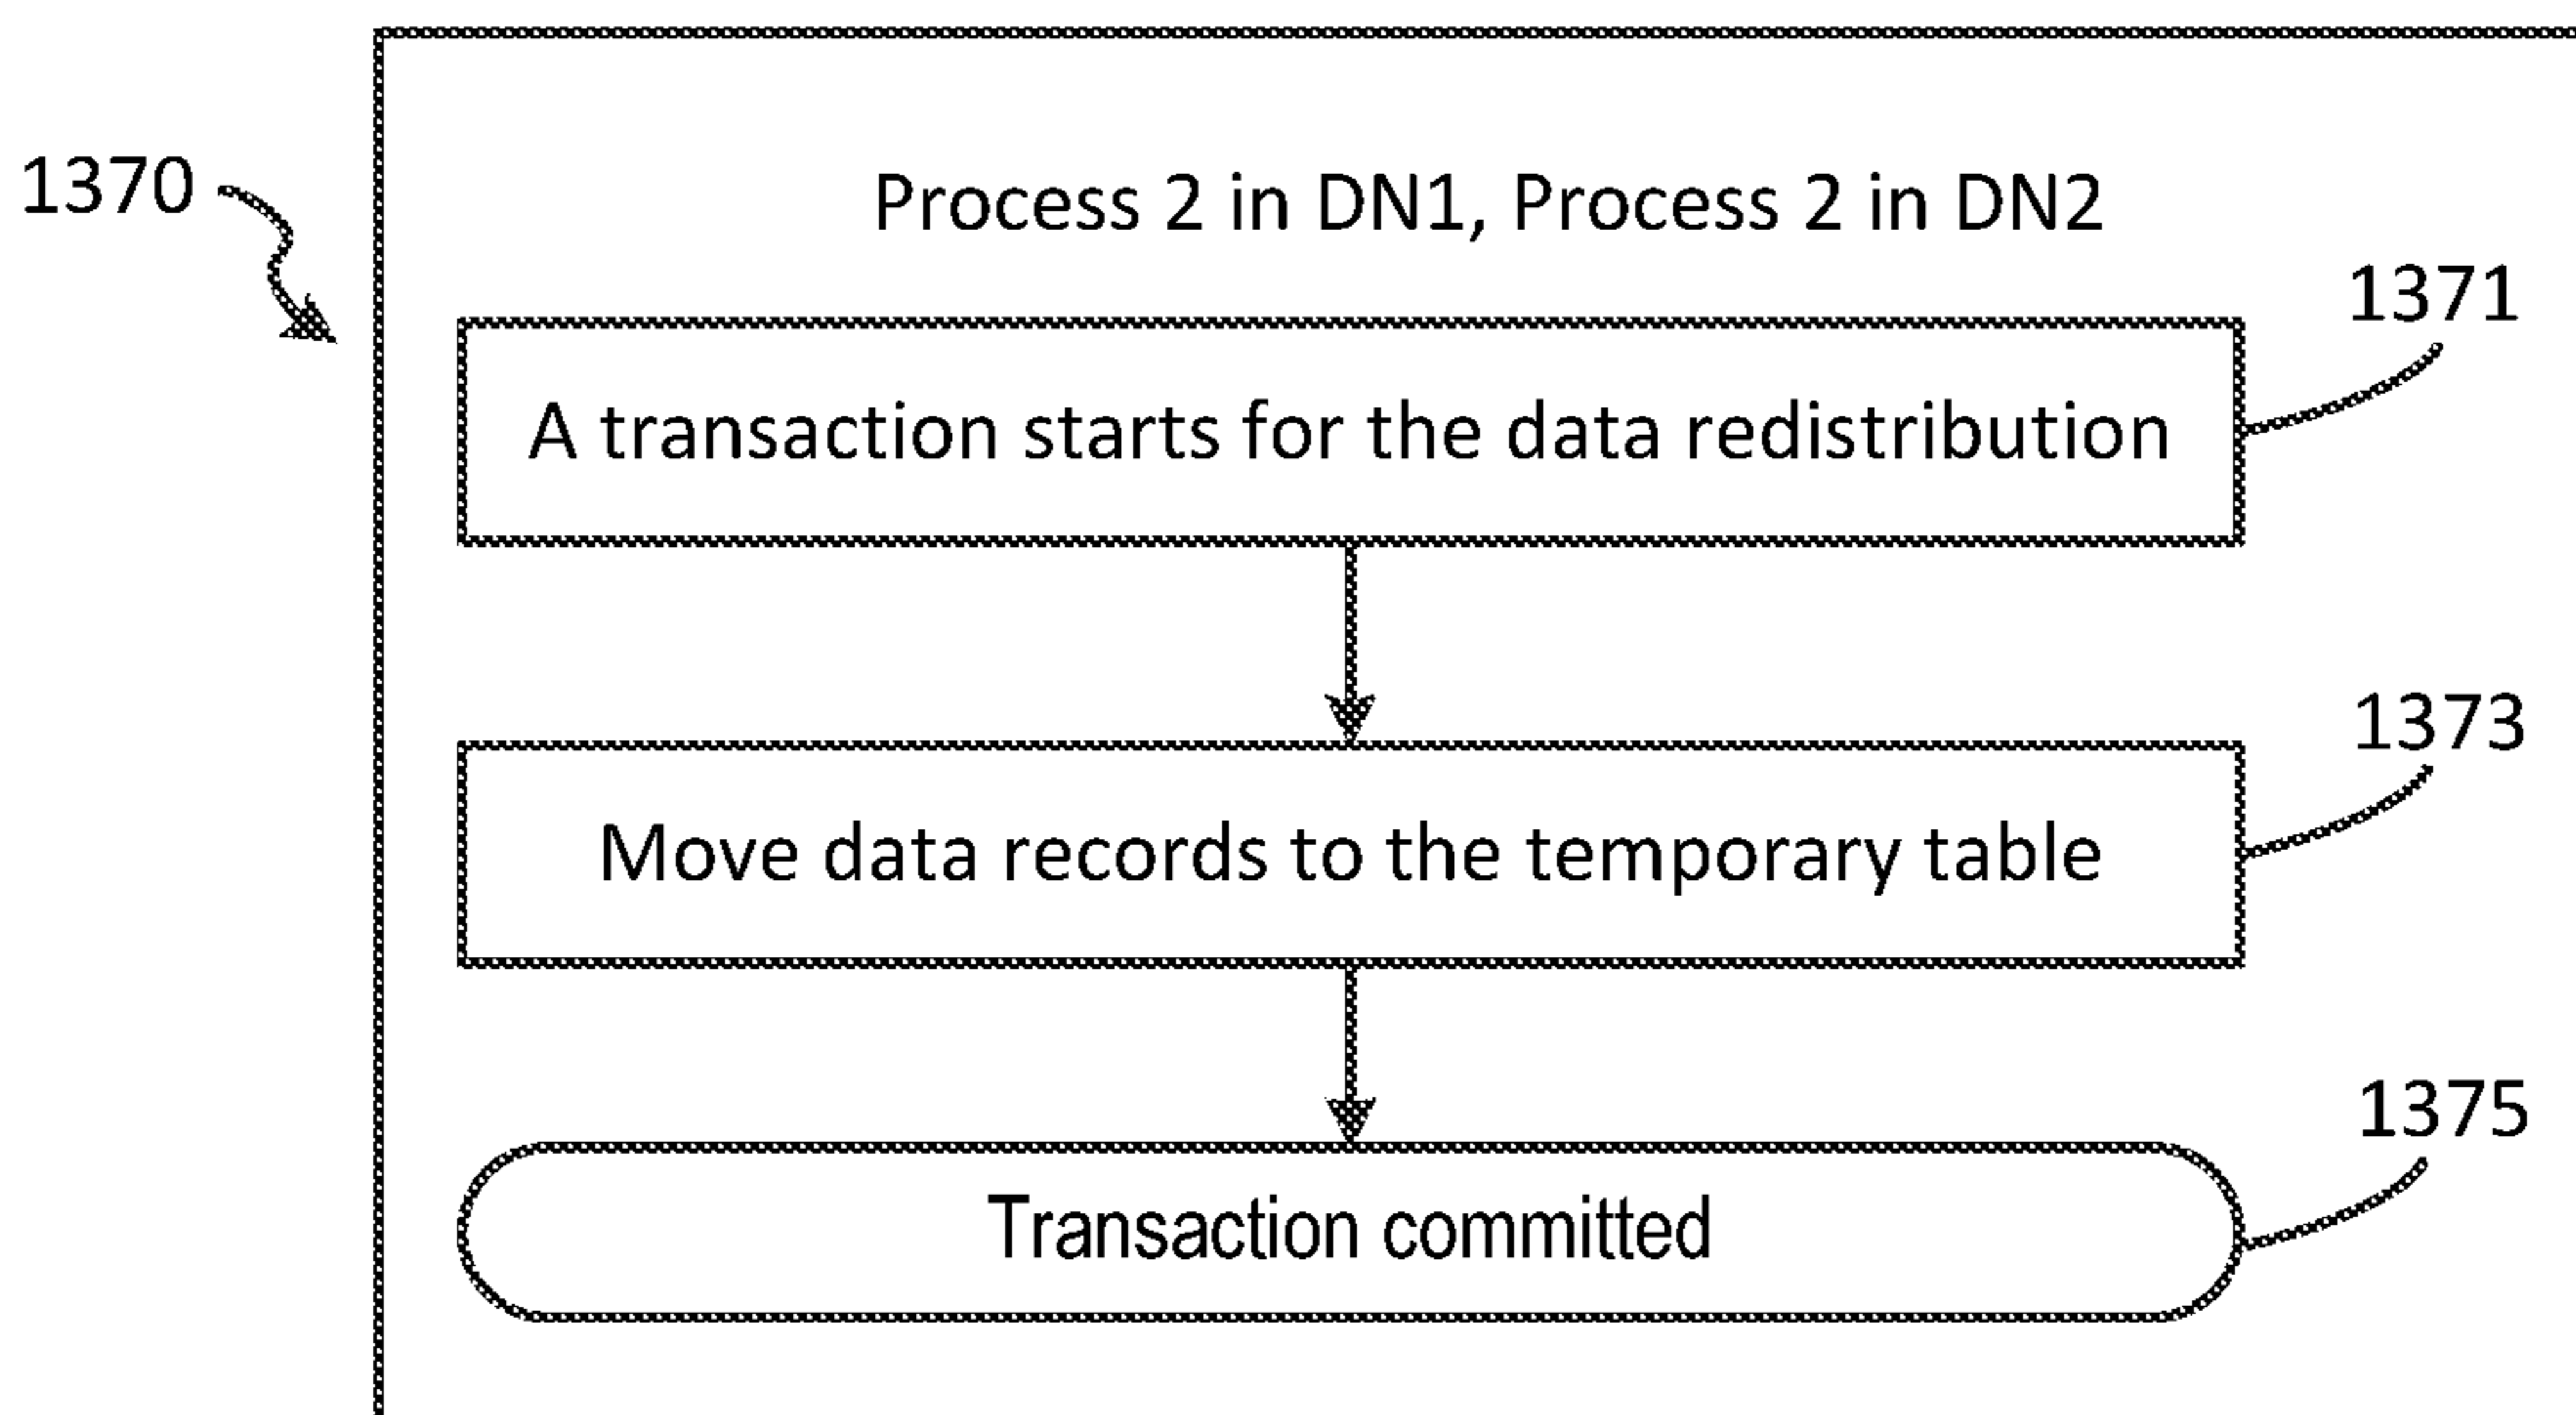 1370
Process 2 in DN1, Process 2 in DN2
1371
A transaction starts for the data redistribution
1373
Move data records to the temporary table
1375
Transaction committed